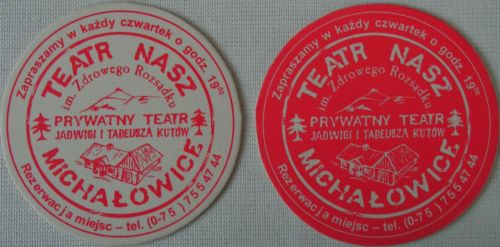 Zapraszamy w każdy czwartek o godz. 19⁰⁰
TEATR NASZ
im. Zdrowego Rozsądku
PRYWATNY TEATR
JADWIGI I TADEUSZA KUTÓW
MICHAŁOWICE
Rezerwacja miejsc – tel. (0-75) 755 47 44
Zapraszamy w każdy czwartek o godz. 19⁰⁰
TEATR NASZ
im. Zdrowego Rozsądku
PRYWATNY TEATR
JADWIGI I TADEUSZA KUTÓW
MICHAŁOWICE
Rezerwacja miejsc – tel. (0-75) 755 47 44